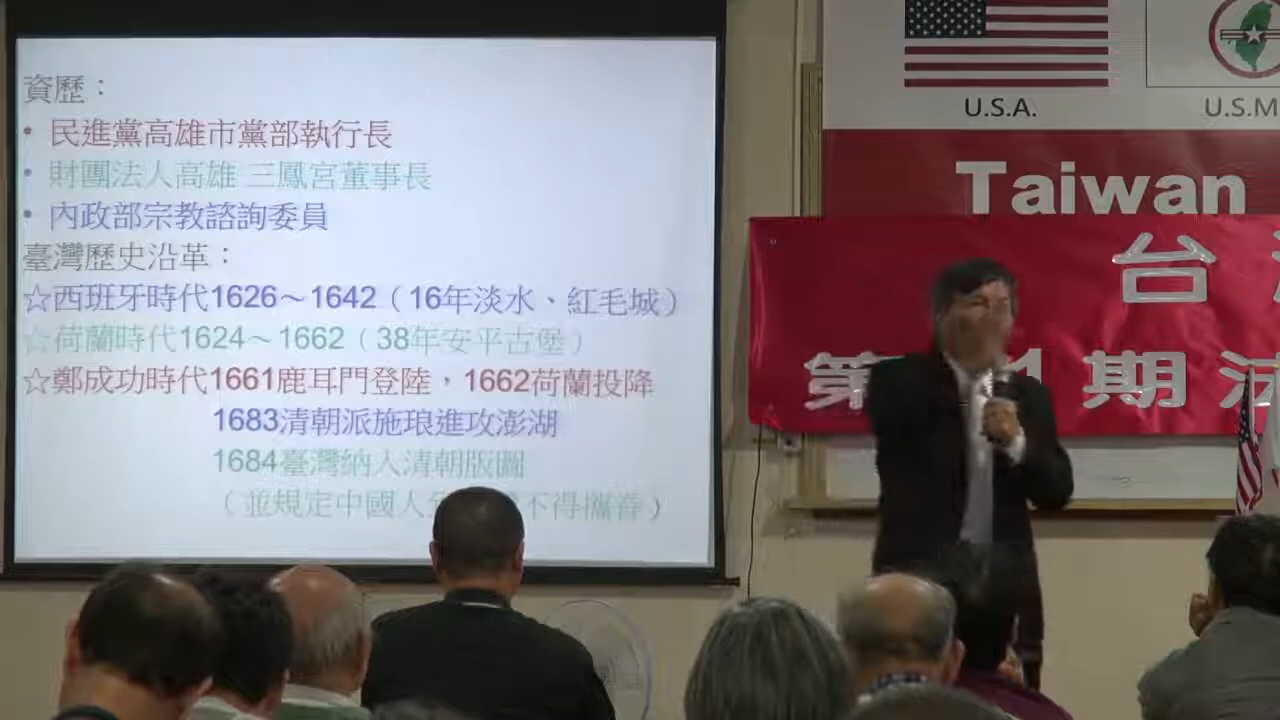 資歷：
• 民進黨高雄市黨部執行長
• 財團法人高雄 三鳳宮董事長
• 內政部宗教諮詢委員
臺灣歷史沿革：
☆西班牙時代1626～1642（16年淡水、紅毛城）
☆荷蘭時代1624～1662（38年安平古堡）
☆鄭成功時代1661鹿耳門登陸，1662荷蘭投降
1683清朝派施琅進攻澎湖
1684臺灣納入清朝版圖
（並規定中國人 不得攜眷）
U.S.A.
U.S.M
Taiwan
台
第 1期